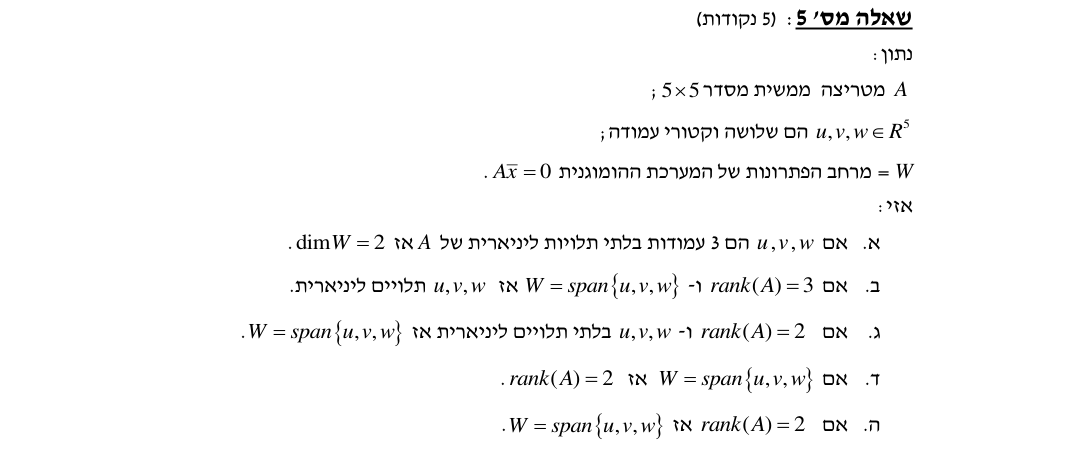 שאלה מס׳ 5 : (5 נקודות)
נתון :
A מטריצה ממשית מסדר 5×5 ;
u,v,w ∈ R⁵ הם שלושה וקטורי עמודה;
W = מרחב הפתרונות של המערכת ההומוגנית Ax̅ = 0 .
אזי :
א. אם u,v,w הם 3 עמודות בלתי תלויות ליניארית של A אז dim W = 2 .
ב. אם rank(A) = 3 ו- W = span{u,v,w} אז u,v,w תלויים ליניארית.
ג. אם rank(A) = 2 ו- u,v,w בלתי תלויים ליניארית אז W = span{u,v,w} .
ד. אם W = span{u,v,w} אז rank(A) = 2 .
ה. אם rank(A) = 2 אז W = span{u,v,w} .